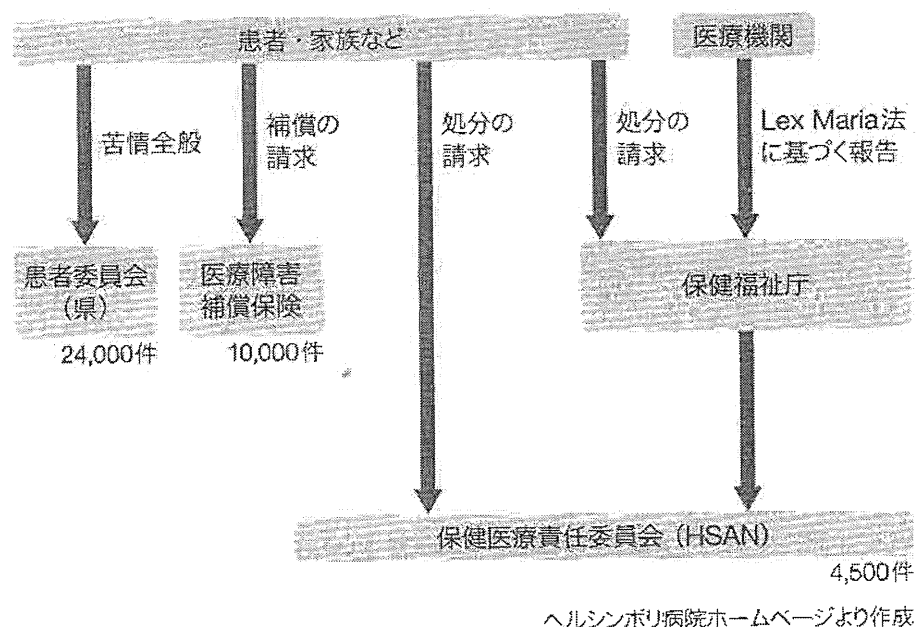 患者・家族など
医療機関
苦情全般
補償の
請求
処分の
請求
処分の
請求
Lex Maria法
に基づく報告
患者委員会
(県)
24,000件
医療障害
補償保険
10,000件
保健福祉庁
保健医療責任委員会(HSAN)
4,500件
ヘルシンボリ病院ホームページより作成